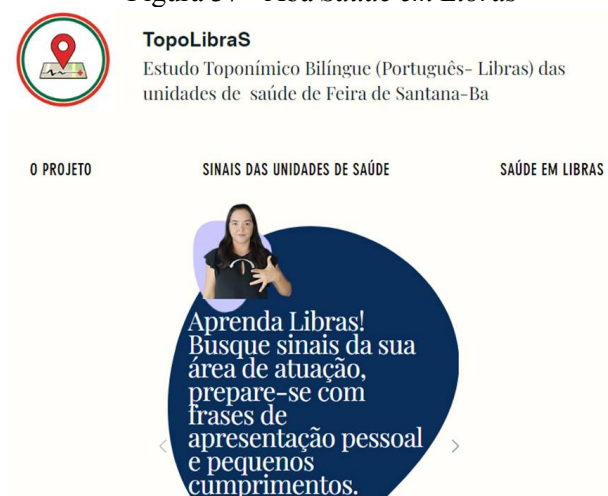 Figura 37 - Aba Saúde em Libras
TopoLibraS
Estudo Toponímico Bilíngue (Português- Libras) das
unidades de saúde de Feira de Santana-Ba
O PROJETO SINAIS DAS UNIDADES DE SAÚDE SAÚDE EM LIBRAS
Aprenda Libras!
Busque sinais da sua
área de atuação,
prepare-se com
frases de
apresentação pessoal
e pequenos
cumprimentos.